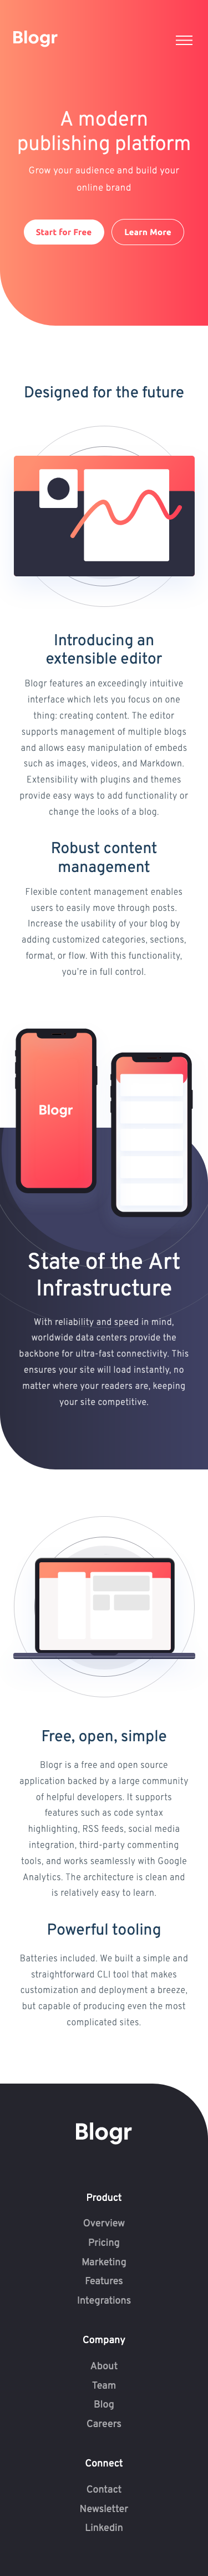 Blogr
A modern
publishing platform
Grow your audience and build your
online brand
Start for Free
Learn More
Designed for the future
Introducing an
extensible editor
Blogr features an exceedingly intuitive
interface which lets you focus on one
thing: creating content. The editor
supports management of multiple blogs
and allows easy manipulation of embeds
such as images, videos, and Markdown.
Extensibility with plugins and themes
provide easy ways to add functionality or
change the looks of a blog.
Robust content
management
Flexible content management enables
users to easily move through posts.
Increase the usability of your blog by
adding customized categories, sections,
format, or flow. With this functionality,
you're in full control.
Blogr
State of the Art
Infrastructure
With reliability and speed in mind,
worldwide data centers provide the
backbone for ultra-fast connectivity. This
ensures your site will load instantly, no
matter where your readers are, keeping
your site competitive.
Free, open, simple
Blogr is a free and open source
application backed by a large community
of helpful developers. It supports
features such as code syntax
highlighting, RSS feeds, social media
integration, third-party commenting
tools, and works seamlessly with Google
Analytics. The architecture is clean and
is relatively easy to learn.
Powerful tooling
Batteries included. We built a simple and
straightforward CLI tool that makes
customization and deployment a breeze,
but capable of producing even the most
complicated sites.
Blogr
Product
Overview
Pricing
Marketing
Features
Integrations
Company
About
Team
Blog
Careers
Connect
Contact
Newsletter
Linkedin